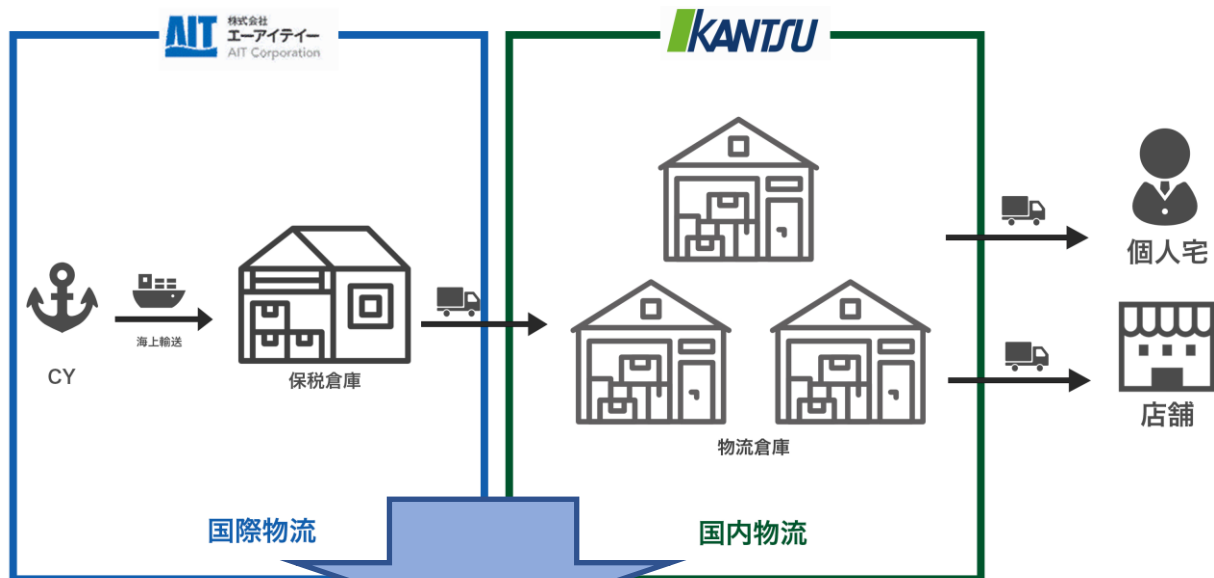 AIT
株式会社
エーアイテイー
AIT Corporation
KANTSU
海上輸送
CY
保税倉庫
物流倉庫
個人宅
店舗
国際物流
国内物流